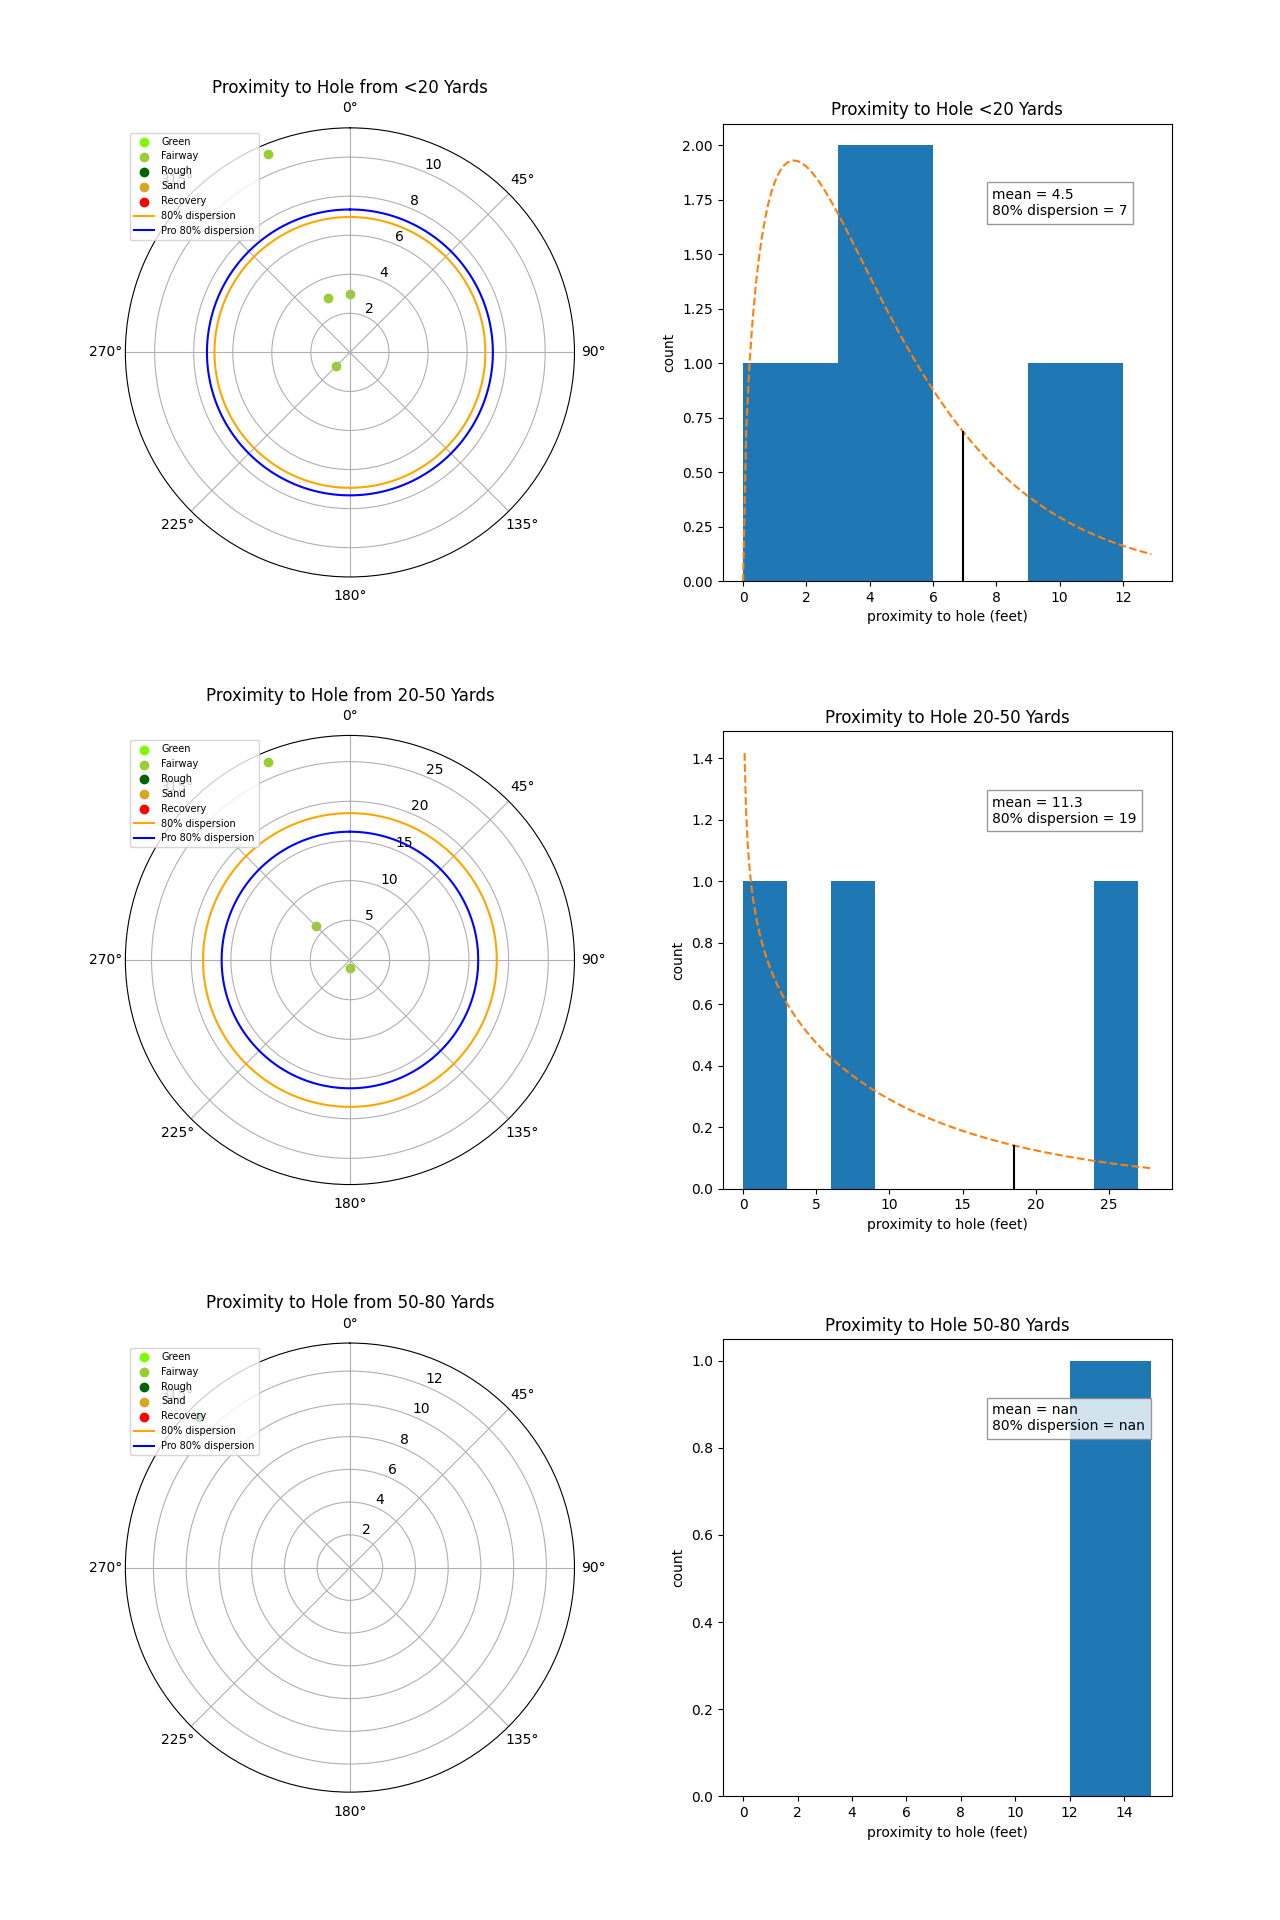 Proximity to Hole from <20 Yards
0°
45°
90°
135°
180°
225°
270°
2
4
6
8
10
Green
Fairway
Rough
Sand
Recovery
80% dispersion
Pro 80% dispersion
Proximity to Hole <20 Yards
mean = 4.5
80% dispersion = 7
count
2.00
1.75
1.50
1.25
1.00
0.75
0.50
0.25
0.00
0 2 4 6 8 10 12
proximity to hole (feet)
Proximity to Hole from 20-50 Yards
0°
45°
90°
135°
180°
225°
270°
5
10
15
20
25
Green
Fairway
Rough
Sand
Recovery
80% dispersion
Pro 80% dispersion
Proximity to Hole 20-50 Yards
mean = 11.3
80% dispersion = 19
count
1.4
1.2
1.0
0.8
0.6
0.4
0.2
0.0
0 5 10 15 20 25
proximity to hole (feet)
Proximity to Hole from 50-80 Yards
0°
45°
90°
135°
180°
225°
270°
2
4
6
8
10
12
Green
Fairway
Rough
Sand
Recovery
80% dispersion
Pro 80% dispersion
Proximity to Hole 50-80 Yards
mean = nan
80% dispersion = nan
count
1.0
0.8
0.6
0.4
0.2
0.0
0 2 4 6 8 10 12 14
proximity to hole (feet)